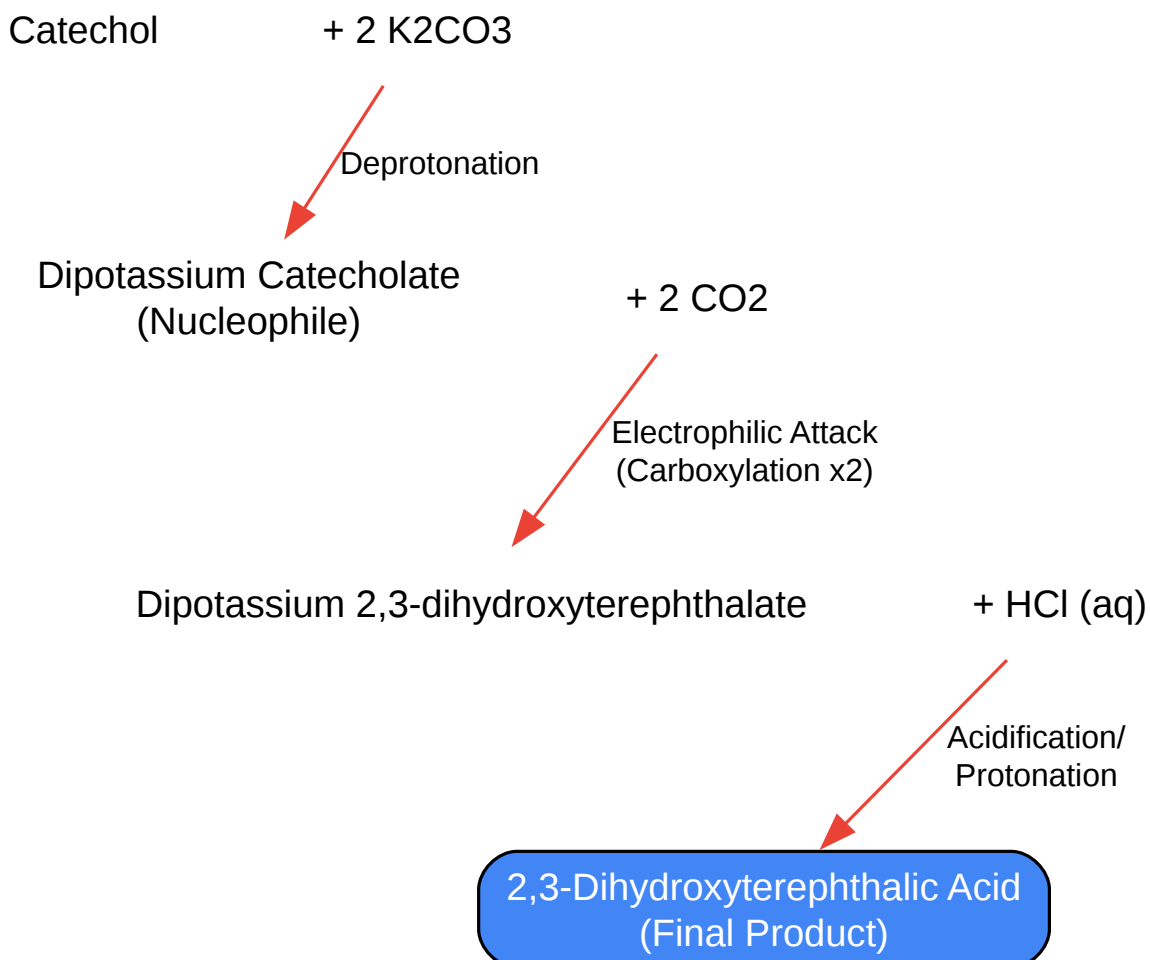 Catechol + 2 K2CO3
Deprotonation
Dipotassium Catecholate
(Nucleophile)
+ 2 CO2
Electrophilic Attack
(Carboxylation x2)
Dipotassium 2,3-dihydroxyterephthalate + HCl (aq)
Acidification/
Protonation
2,3-Dihydroxyterephthalic Acid
(Final Product)